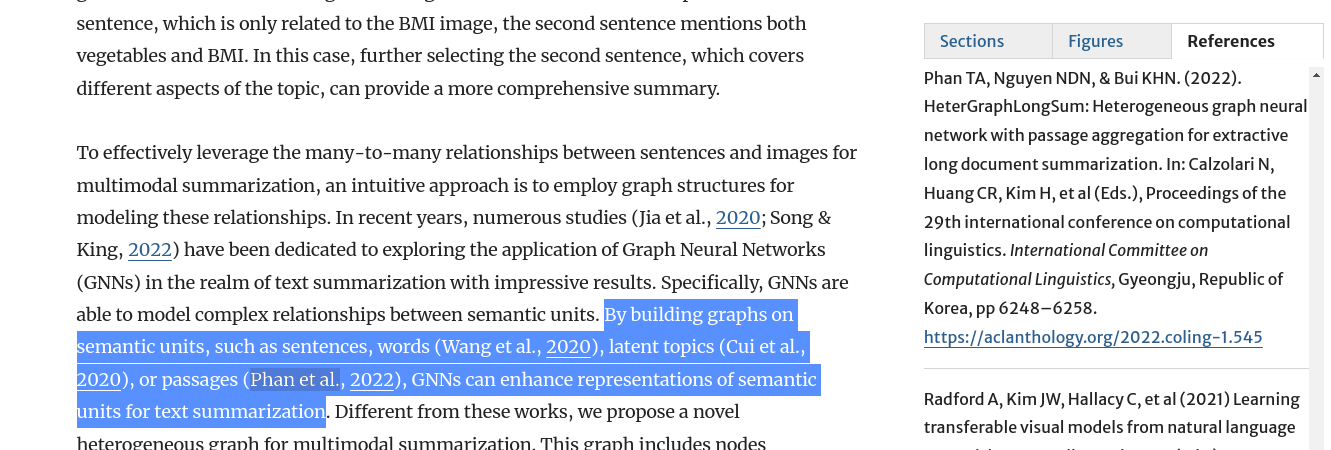 sentence, which is only related to the BMI image, the second sentence mentions both
vegetables and BMI. In this case, further selecting the second sentence, which covers
different aspects of the topic, can provide a more comprehensive summary.
To effectively leverage the many-to-many relationships between sentences and images for
multimodal summarization, an intuitive approach is to employ graph structures for
modeling these relationships. In recent years, numerous studies (Jia et al., 2020; Song &
King, 2022) have been dedicated to exploring the application of Graph Neural Networks
(GNNs) in the realm of text summarization with impressive results. Specifically, GNNs are
able to model complex relationships between semantic units. By building graphs on
semantic units, such as sentences, words (Wang et al., 2020), latent topics (Cui et al.,
2020), or passages (Phan et al., 2022), GNNs can enhance representations of semantic
units for text summarization. Different from these works, we propose a novel
heterogeneous graph for multimodal summarization. This graph includes nodes
Sections
Figures
References
Phan TA, Nguyen NDN, & Bui KHN. (2022).
HeterGraphLongSum: Heterogeneous graph neural
network with passage aggregation for extractive
long document summarization. In: Calzolari N,
Huang CR, Kim H, et al (Eds.), Proceedings of the
29th international conference on computational
linguistics. International Committee on
Computational Linguistics, Gyeongju, Republic of
Korea, pp 6248–6258.
https://aclanthology.org/2022.coling-1.545
Radford A, Kim JW, Hallacy C, et al (2021) Learning
transferable visual models from natural language